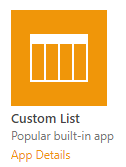 Custom List
Popular built-in app
App Details